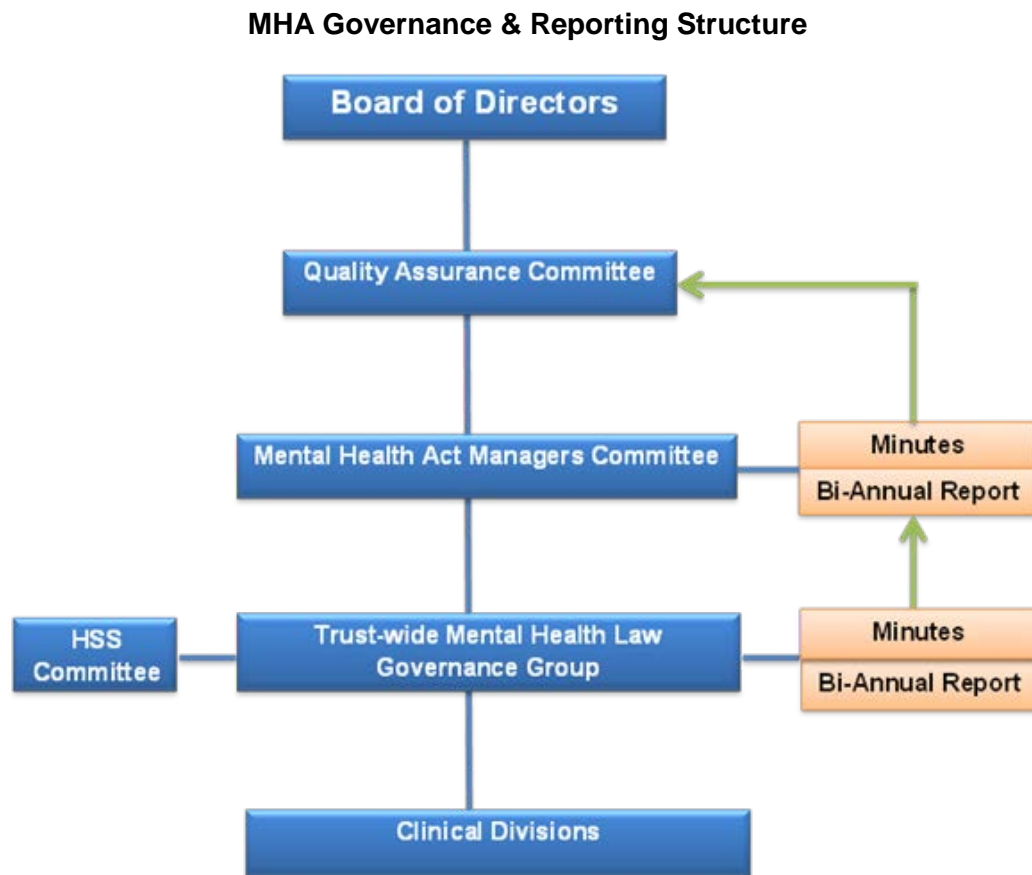 MHA Governance & Reporting Structure
Board of Directors
Quality Assurance Committee
Mental Health Act Managers Committee
Minutes
Bi-Annual Report
HSS
Committee
Trust-wide Mental Health Law
Governance Group
Minutes
Bi-Annual Report
Clinical Divisions